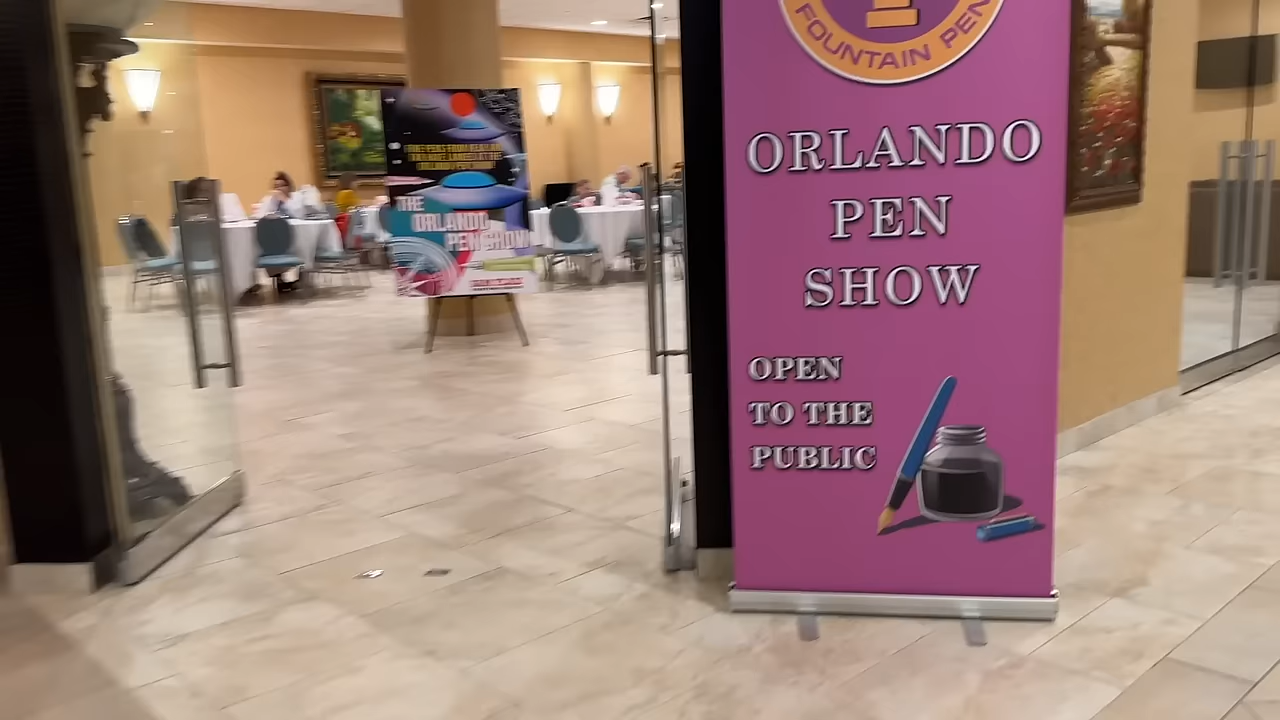 FOUNTAIN PEN
ORLANDO
PEN
SHOW
OPEN
TO THE
PUBLIC
THE
ORLANDO
PEN SHOW